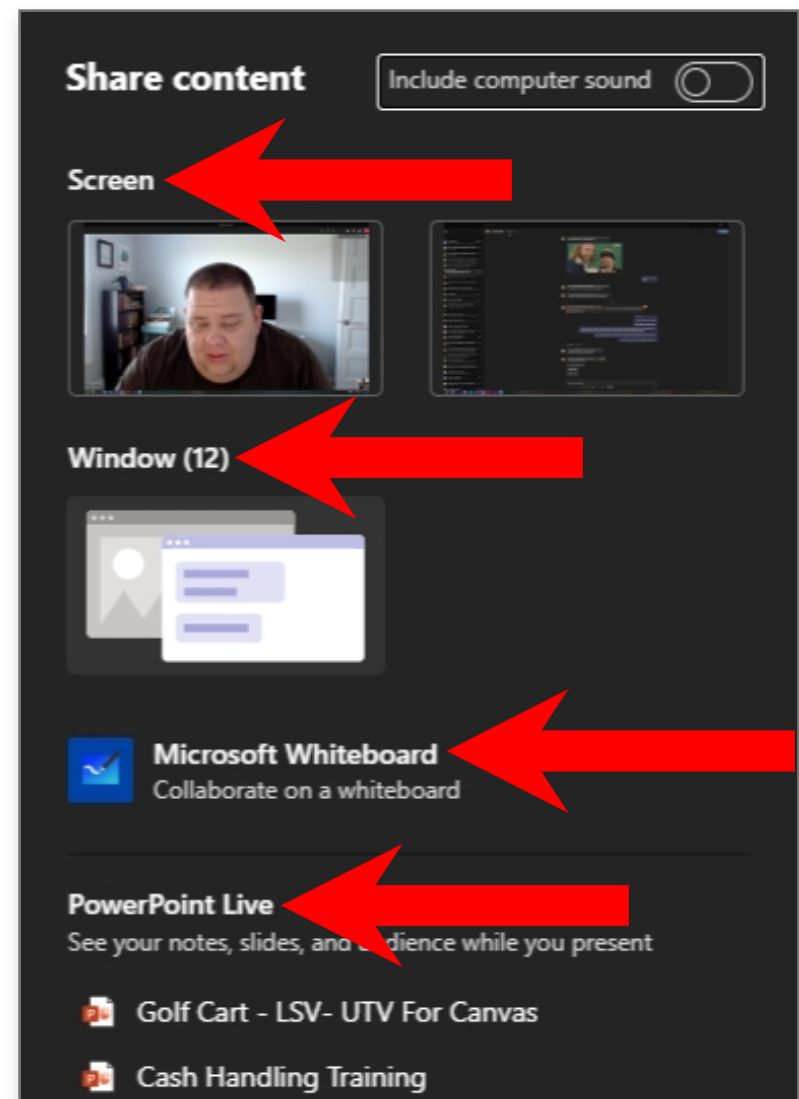 Share content
Include computer sound
Screen
Window (12)
Microsoft Whiteboard
Collaborate on a whiteboard
PowerPoint Live
See your notes, slides, and audience while you present
Golf Cart - LSV- UTV For Canvas
Cash Handling Training